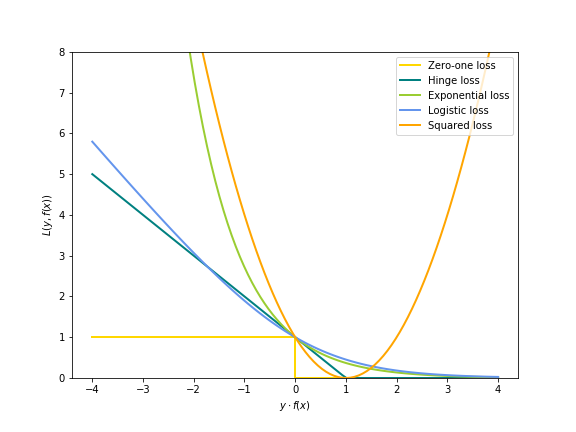 8
7
6
5
4
3
2
1
0
L(y, f(x))
Zero-one loss
Hinge loss
Exponential loss
Logistic loss
Squared loss
−4 −3 −2 −1 0 1 2 3 4
y · f(x)